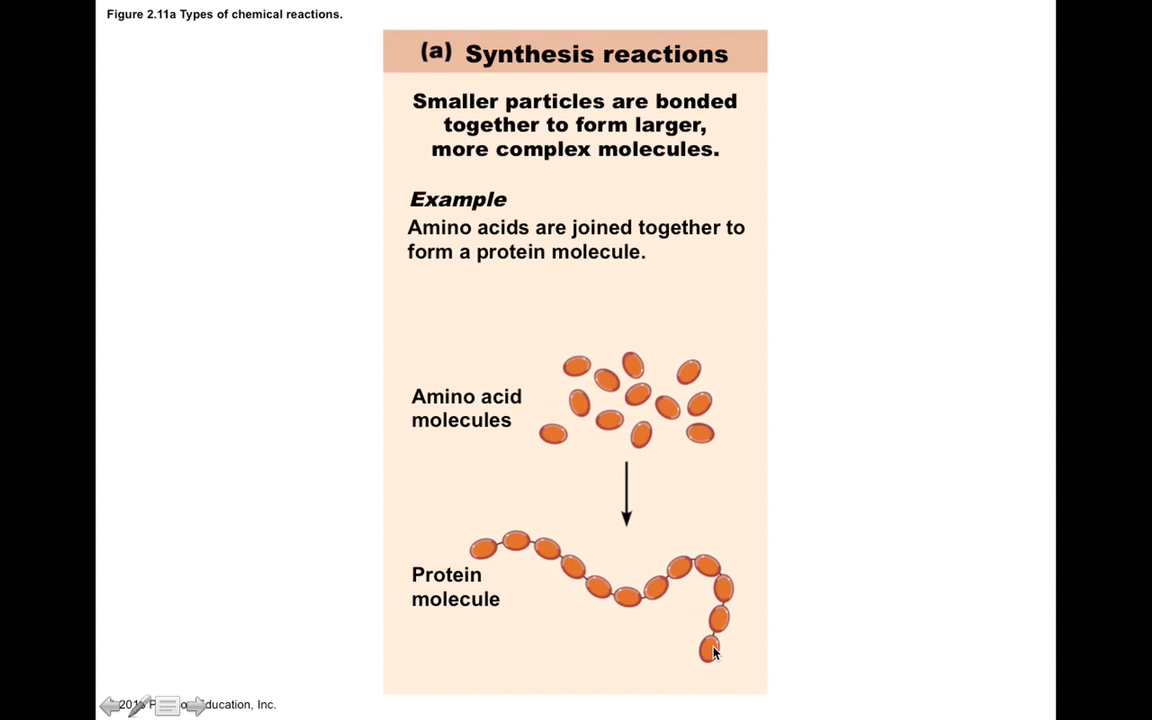 Figure 2.11a Types of chemical reactions.
(a) Synthesis reactions
Smaller particles are bonded
together to form larger,
more complex molecules.
Example
Amino acids are joined together to
form a protein molecule.
Amino acid
molecules
Protein
molecule
Education, Inc.